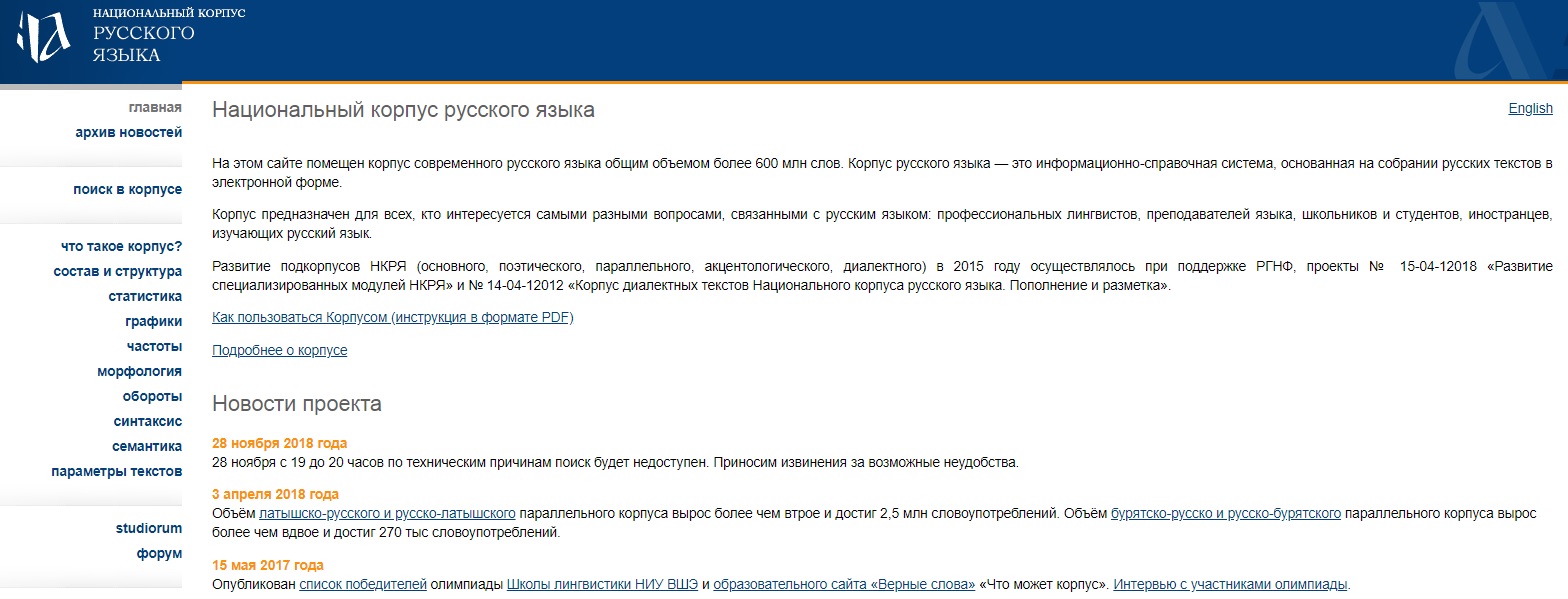 НАЦИОНАЛЬНЫЙ КОРПУС
РУССКОГО
ЯЗЫКА
главная
архив новостей
поиск в корпусе
что такое корпус?
состав и структура
статистика
графики
частоты
морфология
обороты
синтаксис
семантика
параметры текстов
studiorum
форум
Национальный корпус русского языка
English
На этом сайте помещен корпус современного русского языка общим объемом более 600 млн слов. Корпус русского языка — это информационно-справочная система, основанная на собрании русских текстов в
электронной форме.
Корпус предназначен для всех, кто интересуется самыми разными вопросами, связанными с русским языком: профессиональных лингвистов, преподавателей языка, школьников и студентов, иностранцев,
изучающих русский язык.
Развитие подкорпусов НКРЯ (основного, поэтического, параллельного, акцентологического, диалектного) в 2015 году осуществлялось при поддержке РГНФ, проекты № 15-04-12018 «Развитие
специализированных модулей НКРЯ» и № 14-04-12012 «Корпус диалектных текстов Национального корпуса русского языка. Пополнение и разметка».
Как пользоваться Корпусом (инструкция в формате PDF)
Подробнее о корпусе
Новости проекта
28 ноября 2018 года
28 ноября с 19 до 20 часов по техническим причинам поиск будет недоступен. Приносим извинения за возможные неудобства.
3 апреля 2018 года
Объём латышско-русского и русско-латышского параллельного корпуса вырос более чем втрое и достиг 2,5 млн словоупотреблений. Объём бурятско-русско и русско-бурятского параллельного корпуса вырос
более чем вдвое и достиг 270 тыс словоупотреблений.
15 мая 2017 года
Опубликован список победителей олимпиады Школы лингвистики НИУ ВШЭ и образовательного сайта «Верные слова» «Что может корпус». Интервью с участниками олимпиады.